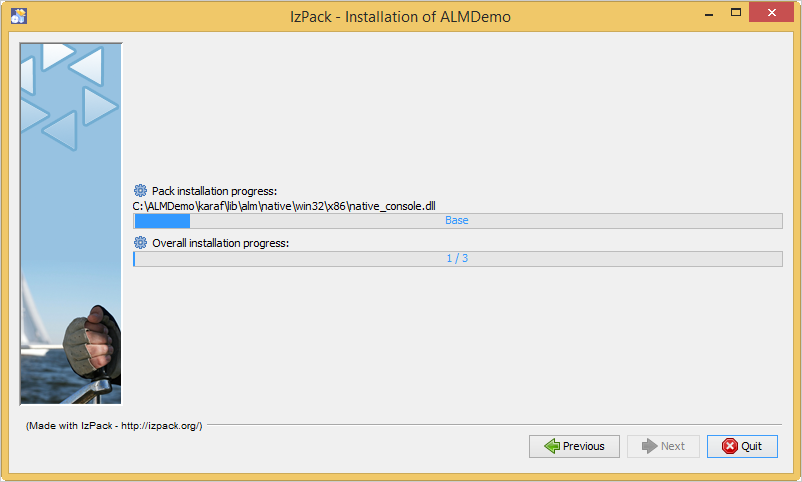 IzPack - Installation of ALMDemo
Pack installation progress:
C:\ALMDemo\karaf\lib\alm\native\win32\x86\native_console.dll
Base
Overall installation progress:
1 / 3
(Made with IzPack - http://izpack.org/)
Previous
Next
Quit